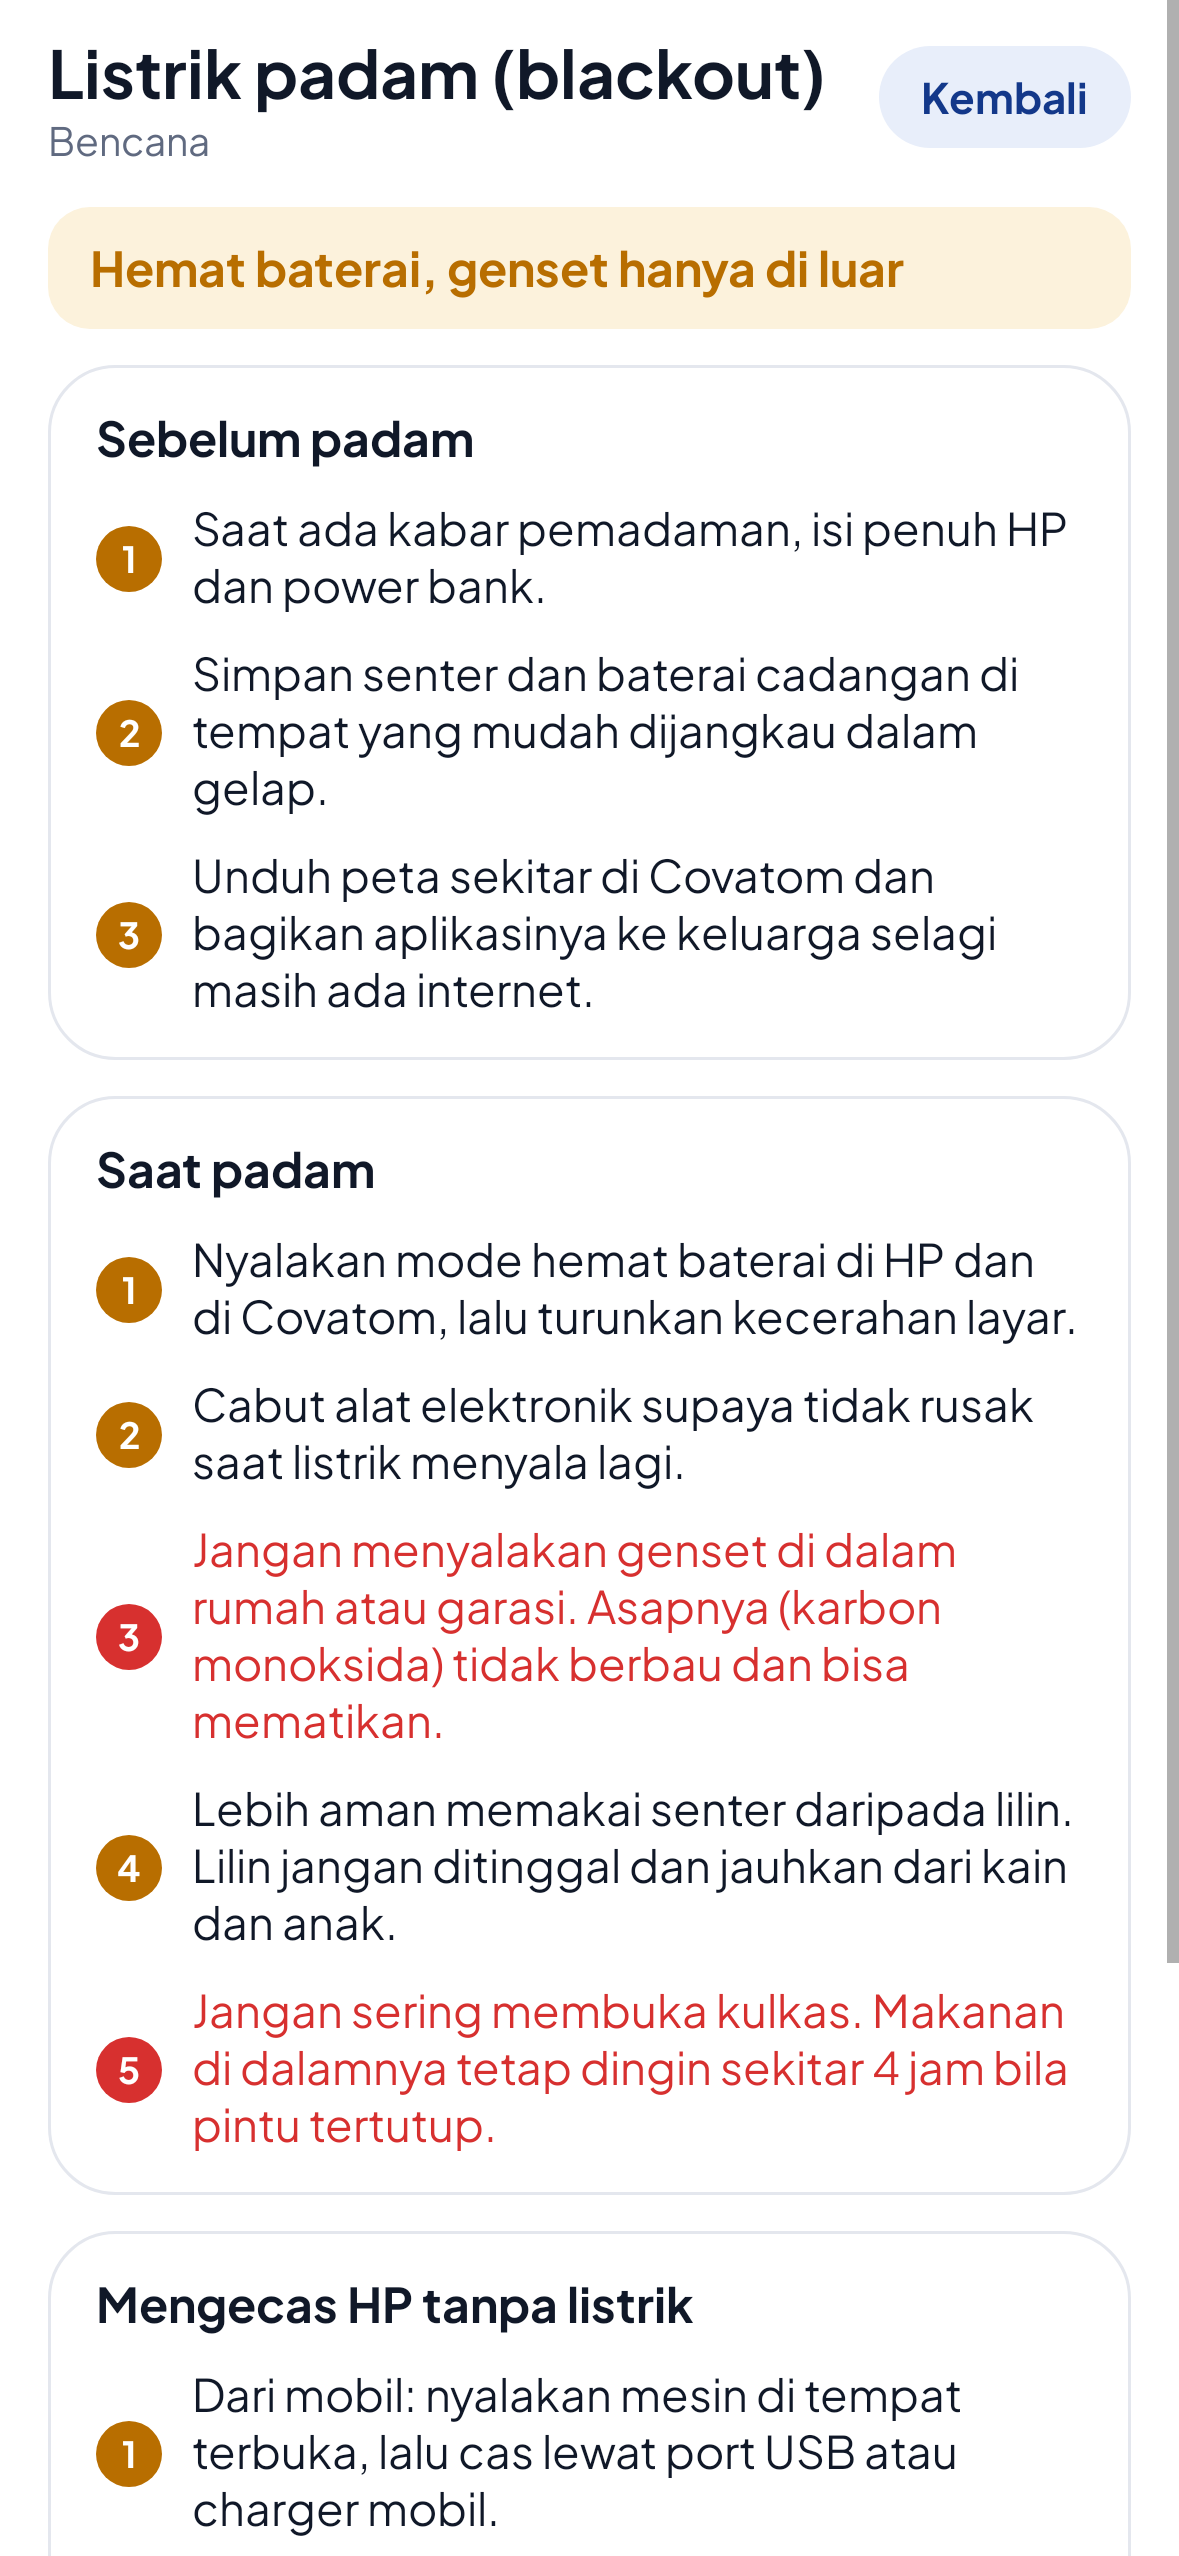 Listrik padam (blackout)
Kembali
Bencana
Hemat baterai, genset hanya di luar
Sebelum padam
1
Saat ada kabar pemadaman, isi penuh HP
dan power bank.
2
Simpan senter dan baterai cadangan di
tempat yang mudah dijangkau dalam
gelap.
3
Unduh peta sekitar di Covatom dan
bagikan aplikasinya ke keluarga selagi
masih ada internet.
Saat padam
1
Nyalakan mode hemat baterai di HP dan
di Covatom, lalu turunkan kecerahan layar.
2
Cabut alat elektronik supaya tidak rusak
saat listrik menyala lagi.
3
Jangan menyalakan genset di dalam
rumah atau garasi. Asapnya (karbon
monoksida) tidak berbau dan bisa
mematikan.
4
Lebih aman memakai senter daripada lilin.
Lilin jangan ditinggal dan jauhkan dari kain
dan anak.
5
Jangan sering membuka kulkas. Makanan
di dalamnya tetap dingin sekitar 4 jam bila
pintu tertutup.
Mengecas HP tanpa listrik
1
Dari mobil: nyalakan mesin di tempat
terbuka, lalu cas lewat port USB atau
charger mobil.